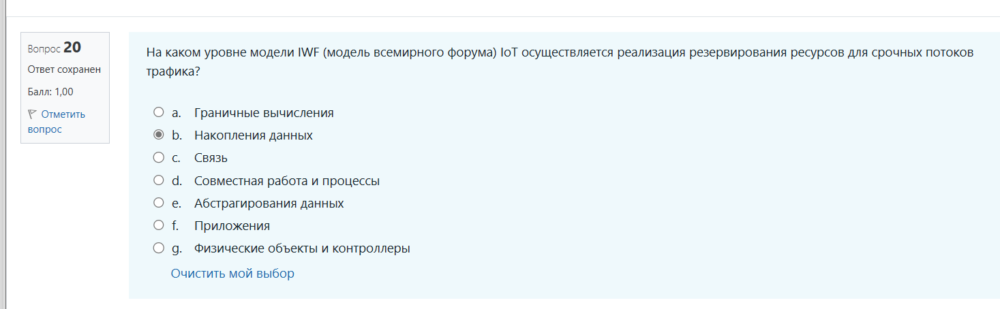 Вопрос 20
Ответ сохранен
Балл: 1,00
Отметить
вопрос
На каком уровне модели IWF (модель всемирного форума) IoT осуществляется реализация резервирования ресурсов для срочных потоков
трафика?
a. Граничные вычисления
b. Накопления данных
c. Связь
d. Совместная работа и процессы
e. Абстрагирования данных
f. Приложения
g. Физические объекты и контроллеры
Очистить мой выбор